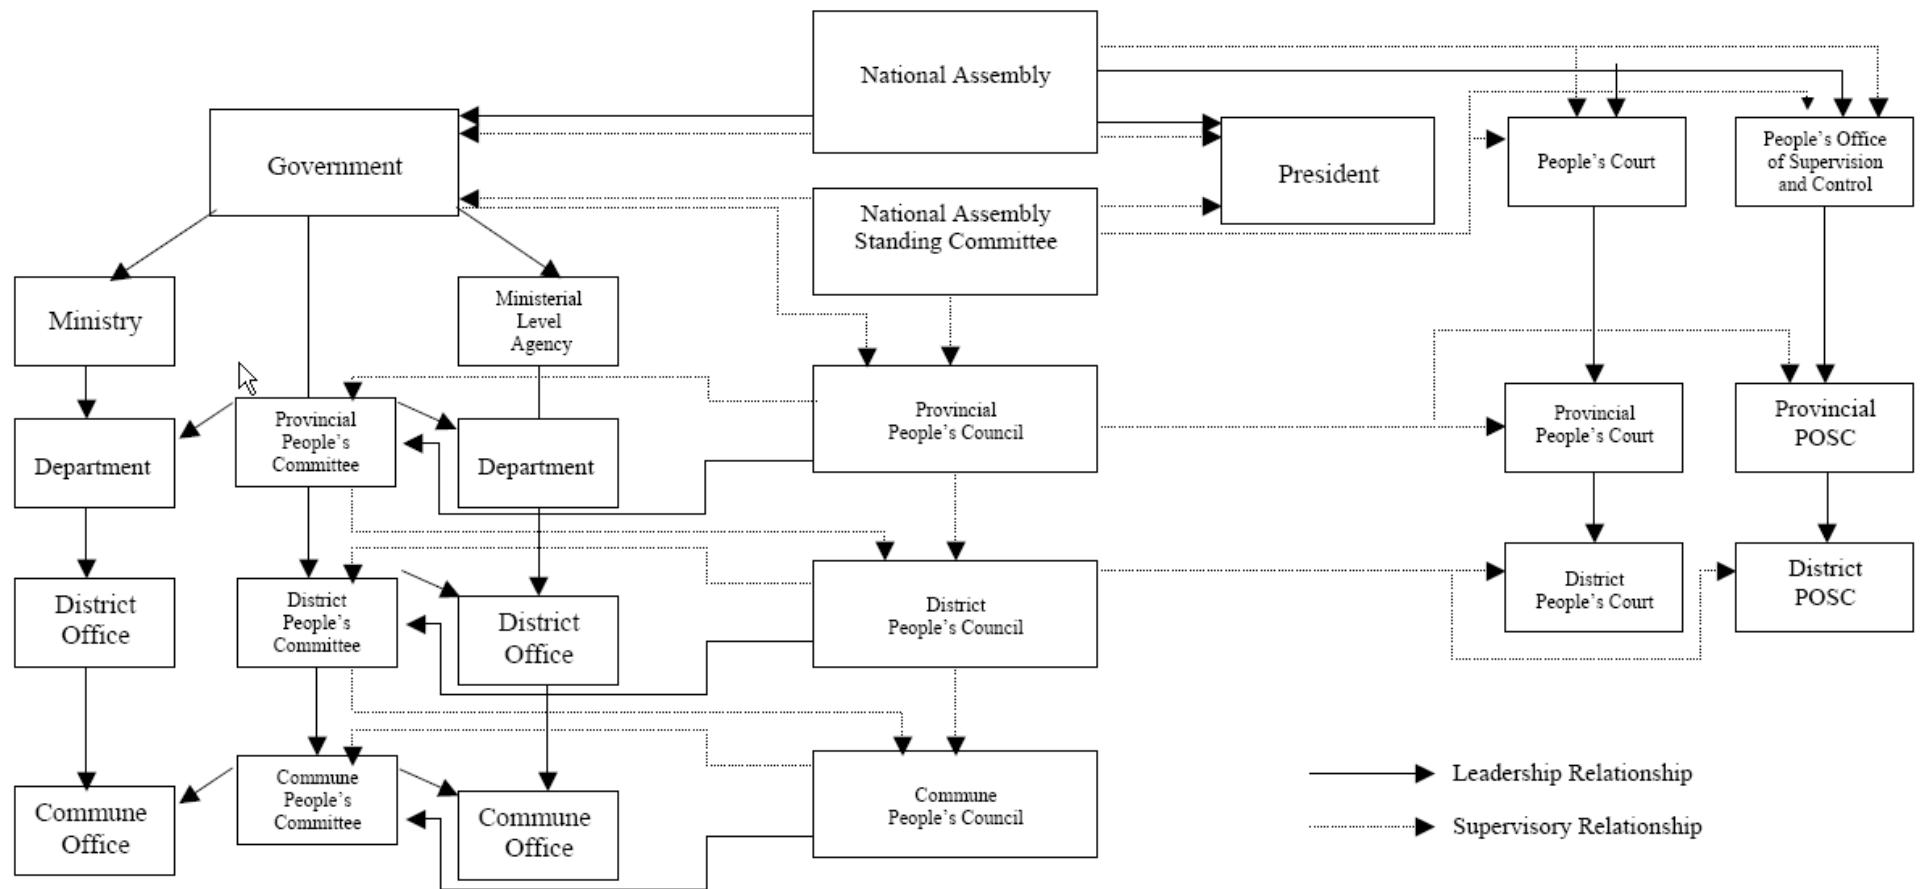 National Assembly
Government
President
People's Court
People's Office
of Supervision
and Control
National Assembly
Standing Committee
Ministry
Ministerial
Level
Agency
Department
Provincial
People's
Committee
Department
Provincial
People's Council
Provincial
People's Court
Provincial
POSC
District
Office
District
People's
Committee
District
Office
District
People's Council
District
People's Court
District
POSC
Commune
Office
Commune
People's
Committee
Commune
Office
Commune
People's Council
Leadership Relationship
Supervisory Relationship